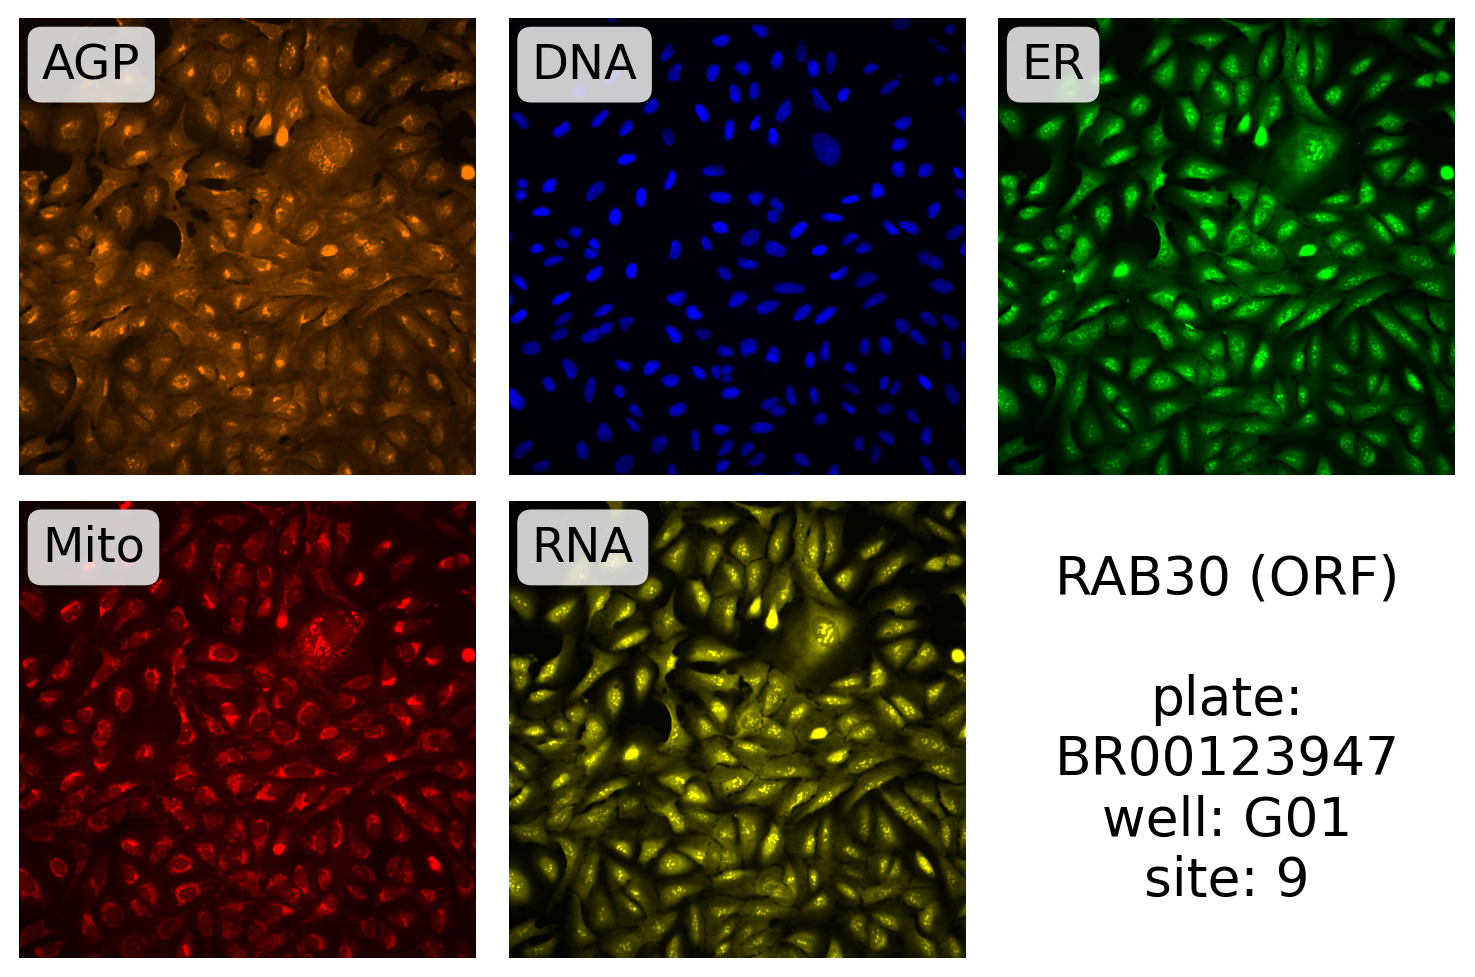 AGP
DNA
ER
Mito
RNA
RAB30 (ORF)
plate:
BR00123947
well: G01
site: 9